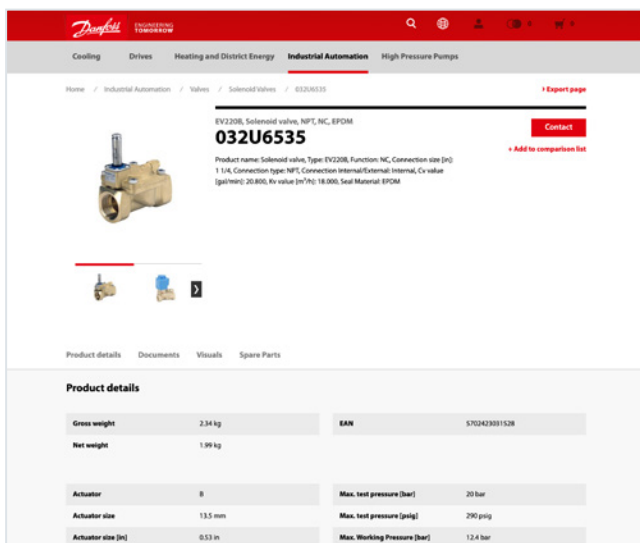 Danfoss
ENGINEERING
TOMORROW
Cooling
Drives
Heating and District Energy
Industrial Automation
High Pressure Pumps
Home / Industrial Automation / Valves / Solenoid Valves / 032U6535
Export page
EV220B, Solenoid valve, NPT, NC, EPDM
032U6535
Product name: Solenoid valve, Type: EV220B, Function: NC, Connection size [in]:
1 1/4, Connection type: NPT, Connection Internal/External: Internal, Cv value
[gal/min]: 20.800, Kv value [m³/h]: 18.000, Seal Material: EPDM
Contact
+ Add to comparison list
Product details
Documents
Visuals
Spare Parts
Product details
Gross weight 2.34 kg
EAN 5702423031528
Net weight 1.99 kg
Actuator B
Max. test pressure [bar] 20 bar
Actuator size 13.5 mm
Max. test pressure [psig] 290 psig
Actuator size [in] 0.53 in
Max. Working Pressure [bar] 12.4 bar